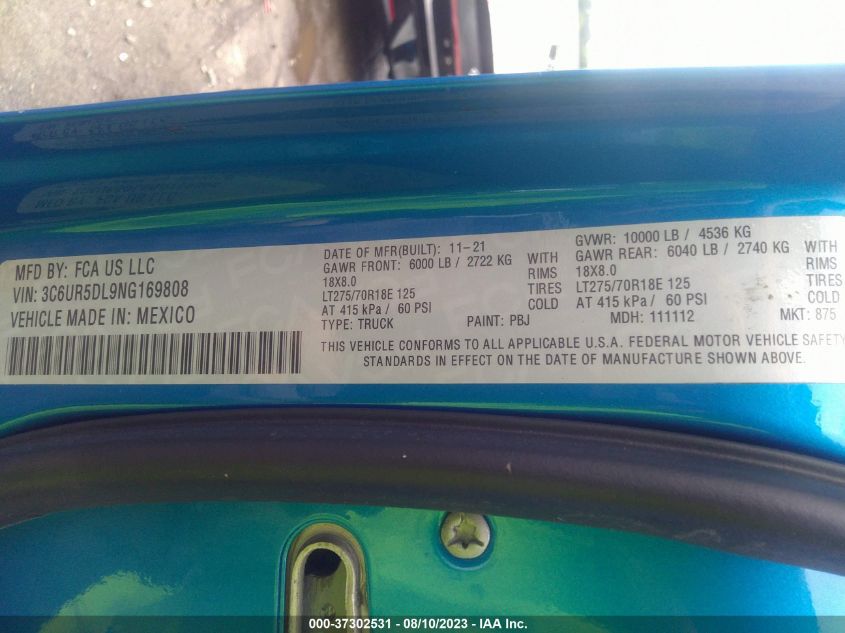 MFD BY: FCA US LLC
VIN: 3C6UR5DL9NG169808
VEHICLE MADE IN: MEXICO
DATE OF MFR(BUILT): 11-21
GAWR FRONT: 6000 LB / 2722 KG WITH
18X8.0 RIMS
LT275/70R18E 125 TIRES
AT 415 kPa / 60 PSI COLD
TYPE: TRUCK PAINT: PBJ
GVWR: 10000 LB / 4536 KG
GAWR REAR: 6040 LB / 2740 KG WITH
18X8.0 RIMS
LT275/70R18E 125 TIRES
AT 415 kPa / 60 PSI COLD
MDH: 111112 MKT: 875
THIS VEHICLE CONFORMS TO ALL APPLICABLE U.S.A. FEDERAL MOTOR VEHICLE SAFETY
STANDARDS IN EFFECT ON THE DATE OF MANUFACTURE SHOWN ABOVE.
000-37302531 - 08/10/2023 - IAA Inc.